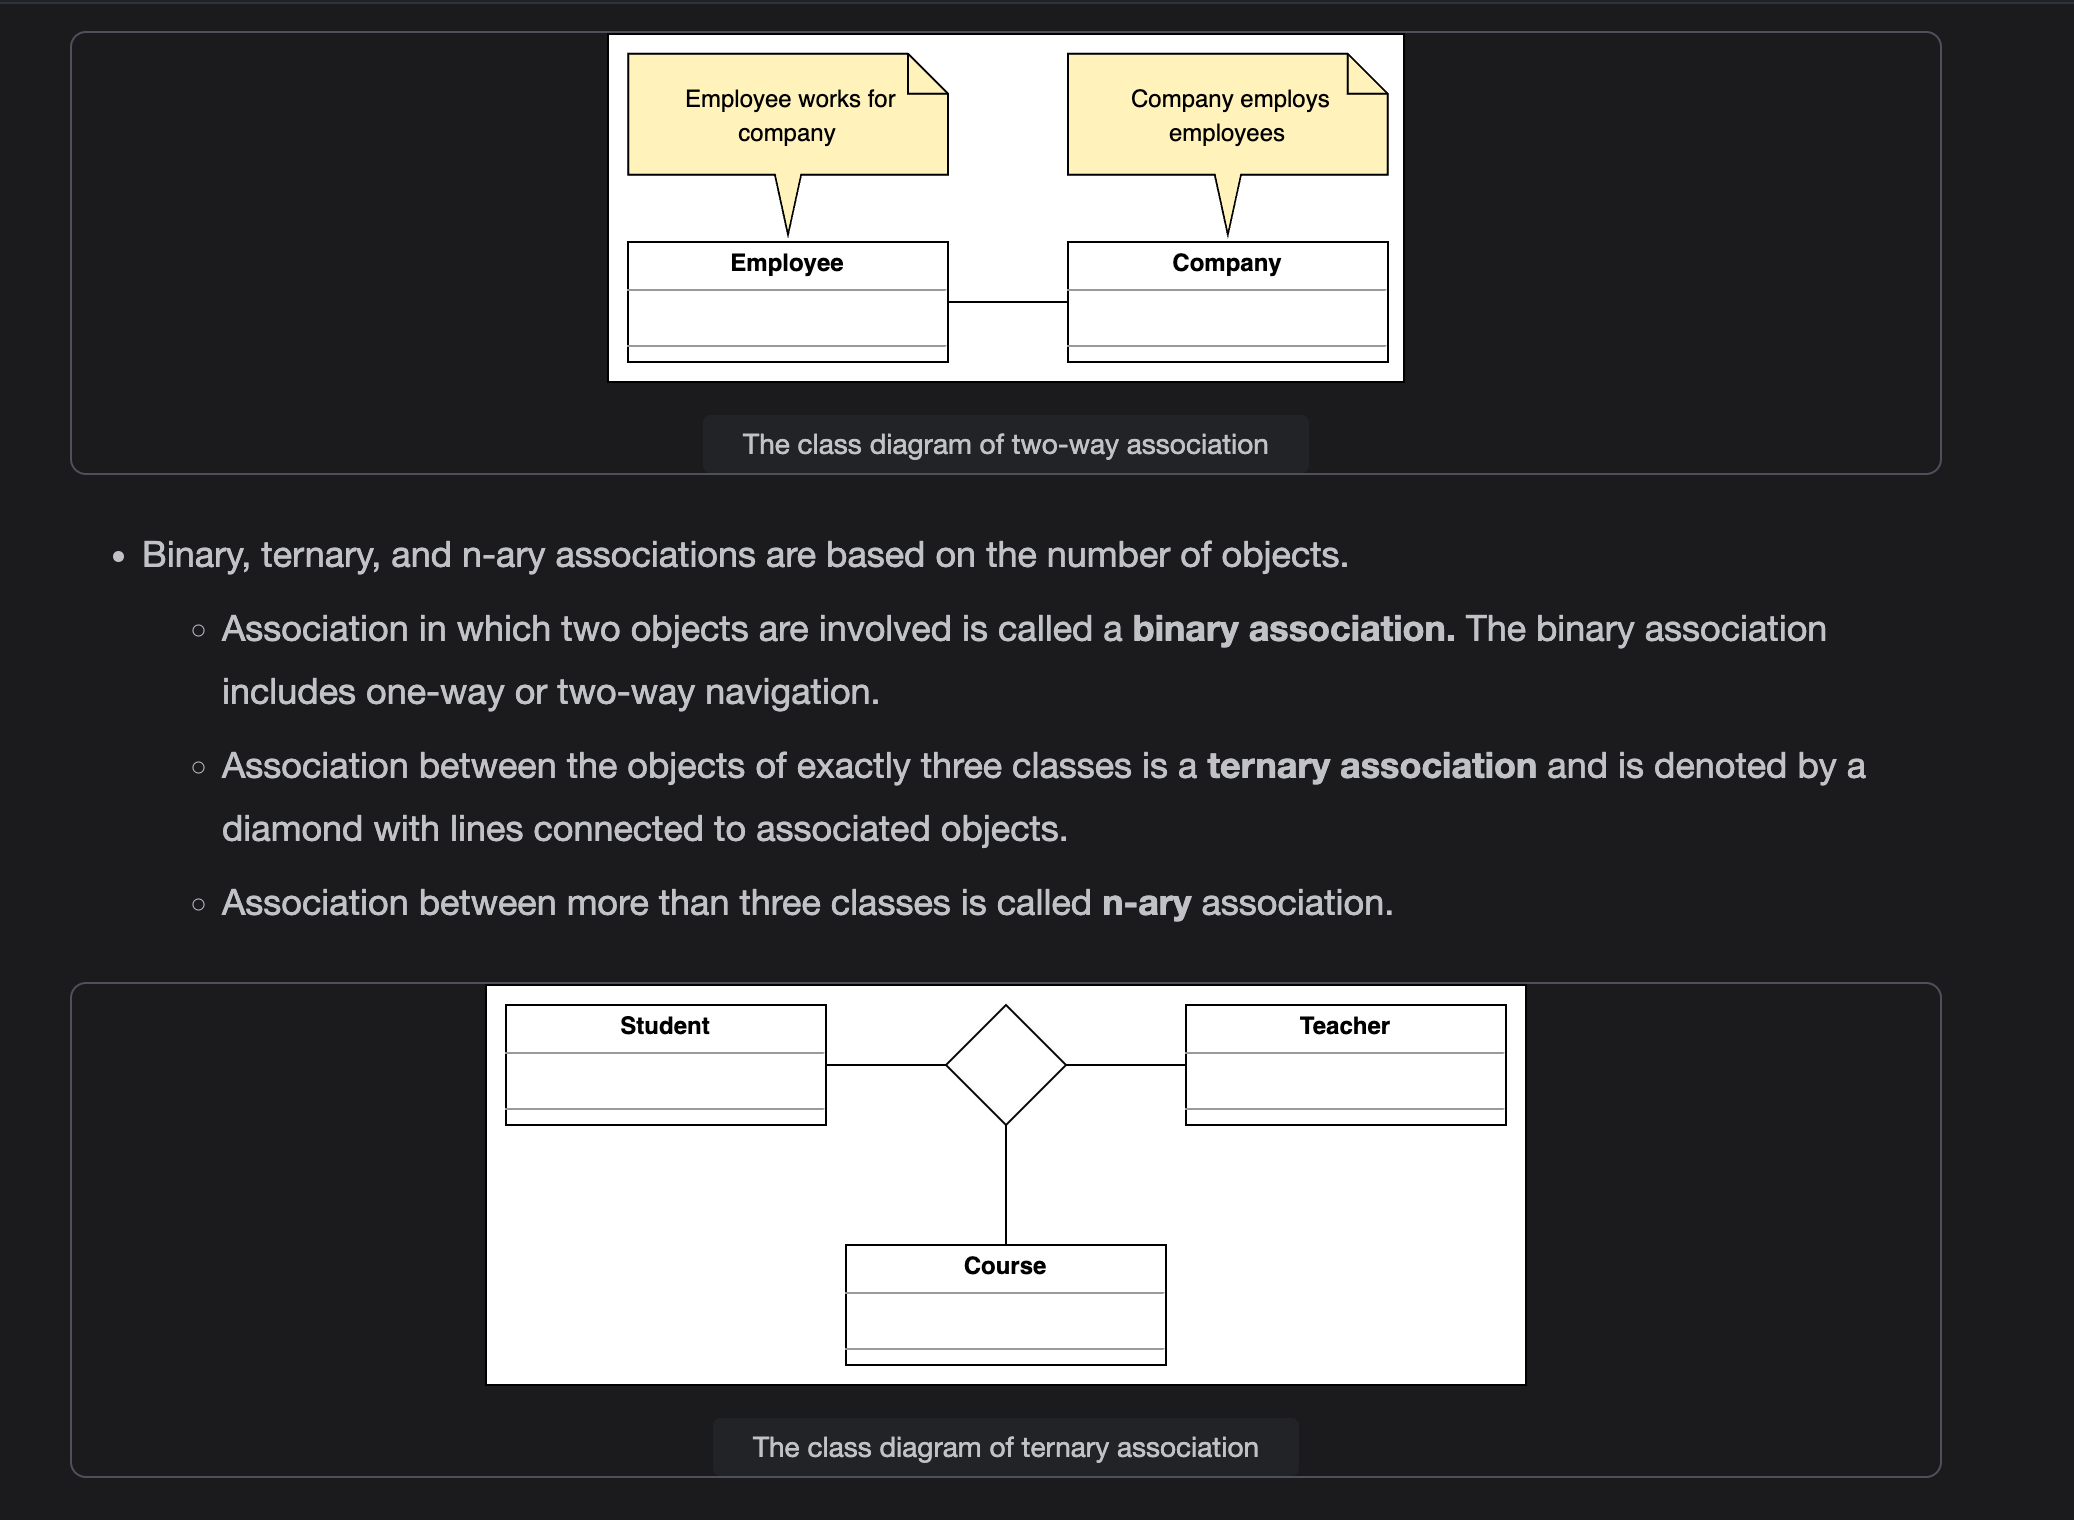 Employee works for
company
Company employs
employees
Employee
Company
The class diagram of two-way association
Binary, ternary, and n-ary associations are based on the number of objects.
Association in which two objects are involved is called a binary association. The binary association
includes one-way or two-way navigation.
Association between the objects of exactly three classes is a ternary association and is denoted by a
diamond with lines connected to associated objects.
Association between more than three classes is called n-ary association.
Student
Teacher
Course
The class diagram of ternary association